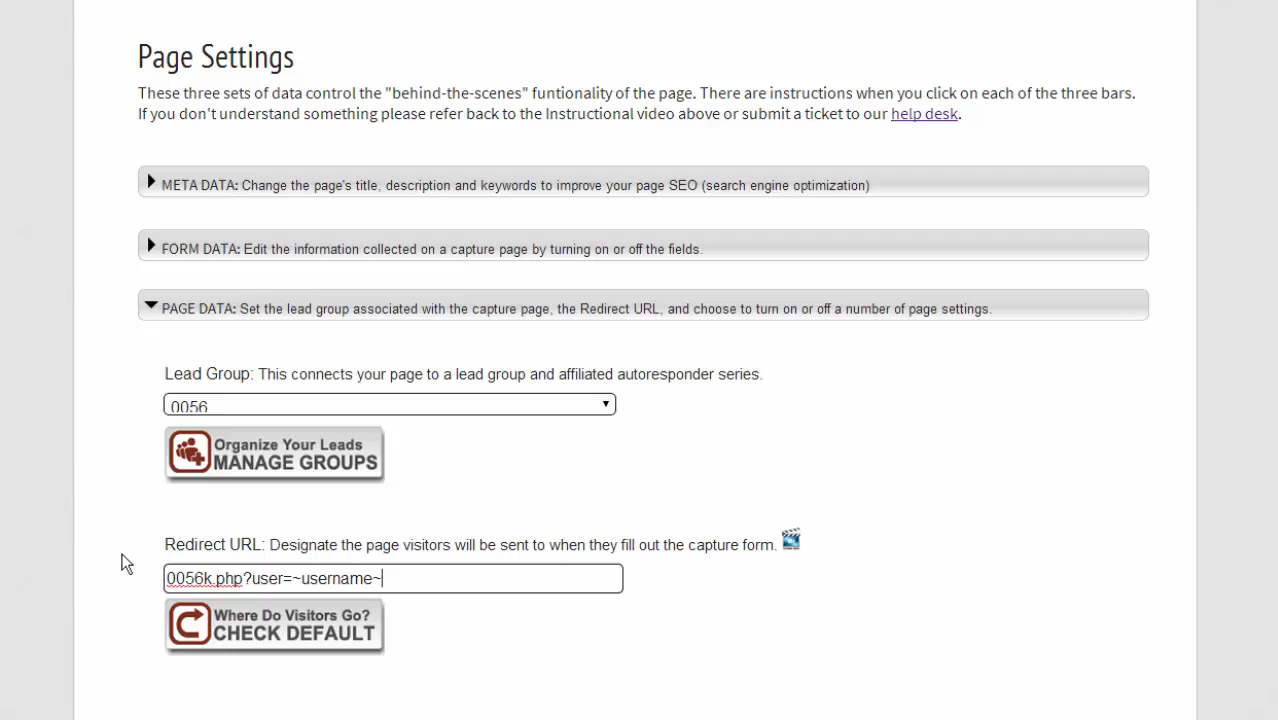 Page Settings
These three sets of data control the "behind-the-scenes" funtionality of the page. There are instructions when you click on each of the three bars.
If you don't understand something please refer back to the Instructional video above or submit a ticket to our help desk.
META DATA: Change the page's title, description and keywords to improve your page SEO (search engine optimization)
FORM DATA: Edit the information collected on a capture page by turning on or off the fields.
PAGE DATA: Set the lead group associated with the capture page, the Redirect URL, and choose to turn on or off a number of page settings.
Lead Group: This connects your page to a lead group and affiliated autoresponder series.
0056
Organize Your Leads
MANAGE GROUPS
Redirect URL: Designate the page visitors will be sent to when they fill out the capture form.
0056k.php?user=~username~
Where Do Visitors Go?
CHECK DEFAULT